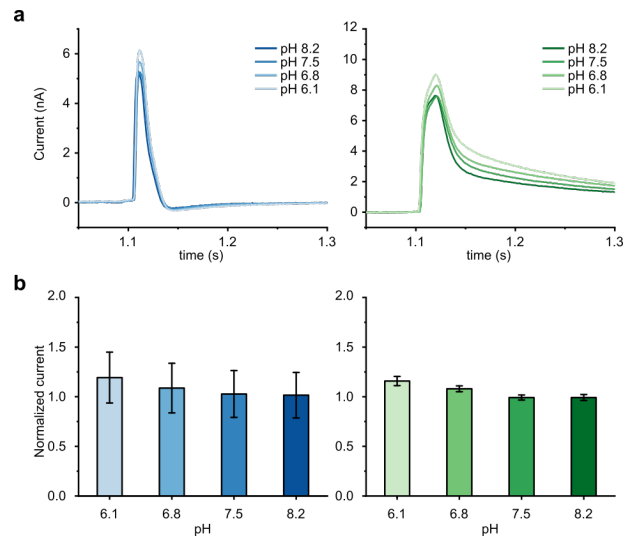 a
pH 8.2
pH 7.5
pH 6.8
pH 6.1
Current (nA)
6
4
2
0
1.1
1.2
1.3
time (s)
pH 8.2
pH 7.5
pH 6.8
pH 6.1
12
10
8
6
4
2
0
1.1
1.2
1.3
time (s)
b
Normalized current
2.0
1.5
1.0
0.5
0.0
6.1
6.8
7.5
8.2
pH
2.0
1.5
1.0
0.5
0.0
6.1
6.8
7.5
8.2
pH